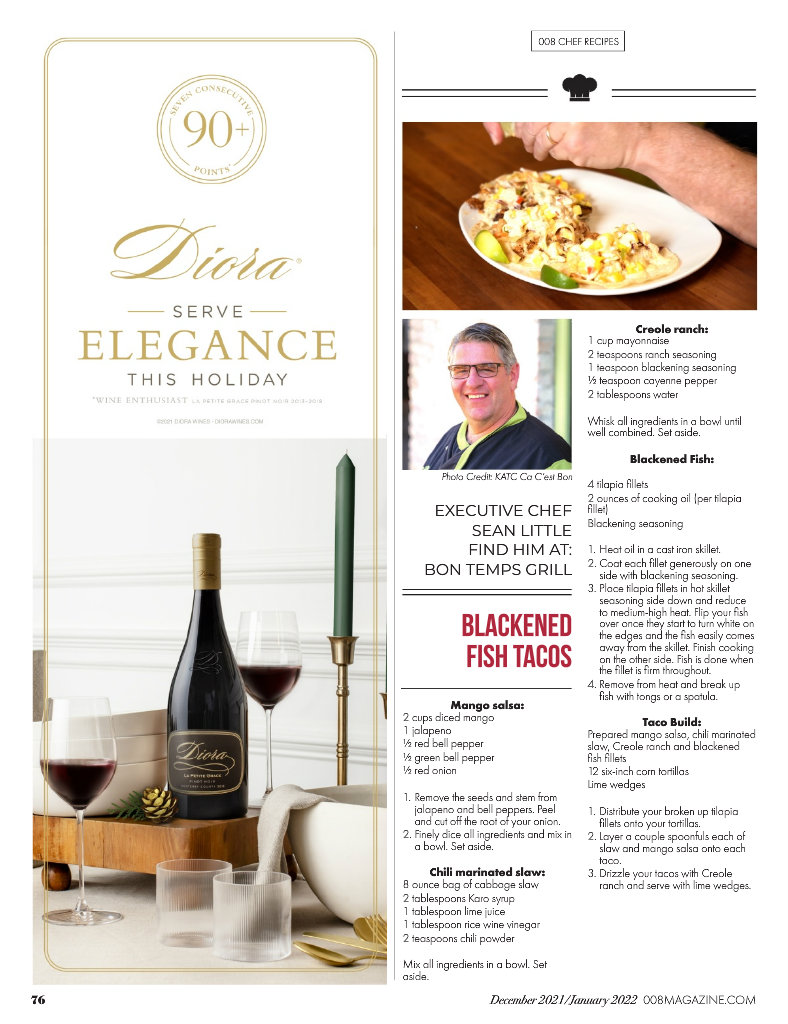 SEVEN CONSECUTIVE
90+
POINTS*
Diora®
SERVE
ELEGANCE
THIS HOLIDAY
*WINE ENTHUSIAST LA PETITE GRACE PINOT NOIR 2013-2019
©2021 DIORA WINES | DIORAWINES.COM
Diora
LA PETITE GRACE
PINOT NOIR
MONTEREY COUNTY
76
008 CHEF RECIPES
Photo Credit: KATC Ca C'est Bon
EXECUTIVE CHEF
SEAN LITTLE
FIND HIM AT:
BON TEMPS GRILL
BLACKENED
FISH TACOS
Mango salsa:
2 cups diced mango
1 jalapeno
½ red bell pepper
½ green bell pepper
½ red onion
1. Remove the seeds and stem from
jalapeno and bell peppers. Peel
and cut off the root of your onion.
2. Finely dice all ingredients and mix in
a bowl. Set aside.
Chili marinated slaw:
8 ounce bag of cabbage slaw
2 tablespoons Karo syrup
1 tablespoon lime juice
1 tablespoon rice wine vinegar
2 teaspoons chili powder
Mix all ingredients in a bowl. Set
aside.
Creole ranch:
1 cup mayonnaise
2 teaspoons ranch seasoning
1 teaspoon blackening seasoning
½ teaspoon cayenne pepper
2 tablespoons water
Whisk all ingredients in a bowl until
well combined. Set aside.
Blackened Fish:
4 tilapia fillets
2 ounces of cooking oil (per tilapia
fillet)
Blackening seasoning
1. Heat oil in a cast iron skillet.
2. Coat each fillet generously on one
side with blackening seasoning.
3. Place tilapia fillets in hot skillet
seasoning side down and reduce
to medium-high heat. Flip your fish
over once they start to turn white on
the edges and the fish easily comes
away from the skillet. Finish cooking
on the other side. Fish is done when
the fillet is firm throughout.
4. Remove from heat and break up
fish with tongs or a spatula.
Taco Build:
Prepared mango salsa, chili marinated
slaw, Creole ranch and blackened
fish fillets
12 six-inch corn tortillas
Lime wedges
1. Distribute your broken up tilapia
fillets onto your tortillas.
2. Layer a couple spoonfuls each of
slaw and mango salsa onto each
taco.
3. Drizzle your tacos with Creole
ranch and serve with lime wedges.
December 2021/January 2022 008MAGAZINE.COM